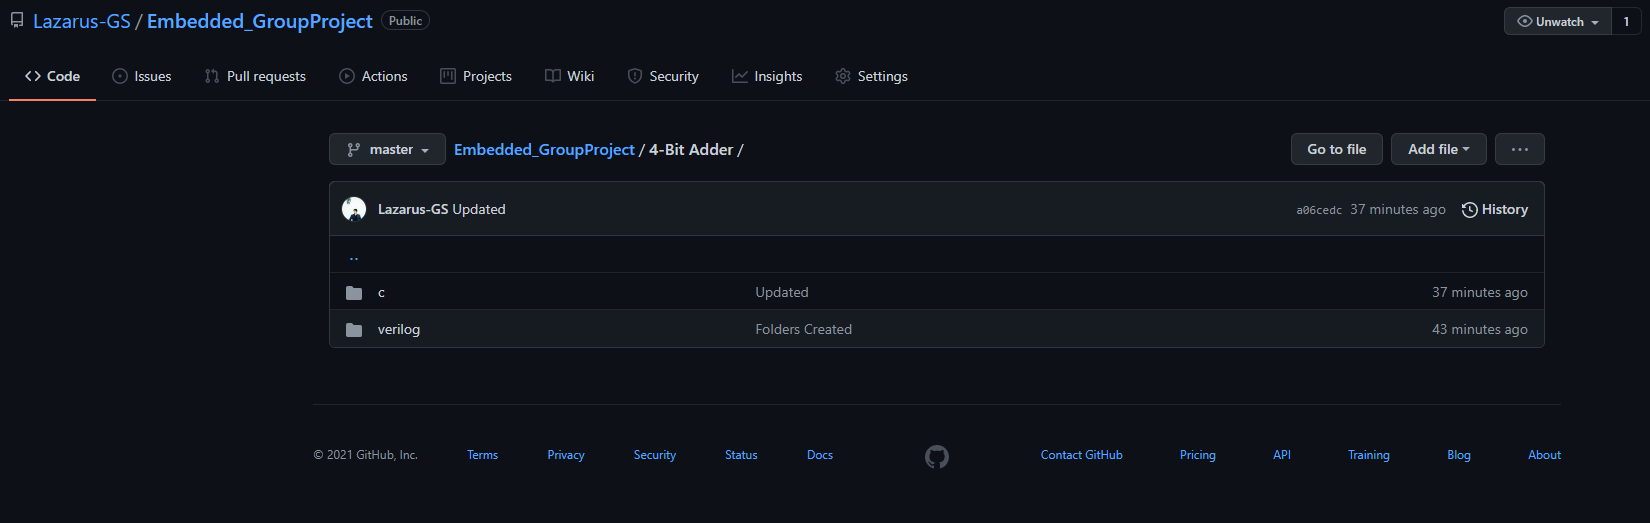 Lazarus-GS / Embedded_GroupProject Public Unwatch 1
Code Issues Pull requests Actions Projects Wiki Security Insights Settings
master Embedded_GroupProject / 4-Bit Adder / Go to file Add file ...
Lazarus-GS Updated a06cedc 37 minutes ago History
..
c Updated 37 minutes ago
verilog Folders Created 43 minutes ago
© 2021 GitHub, Inc. Terms Privacy Security Status Docs Contact GitHub Pricing API Training Blog About